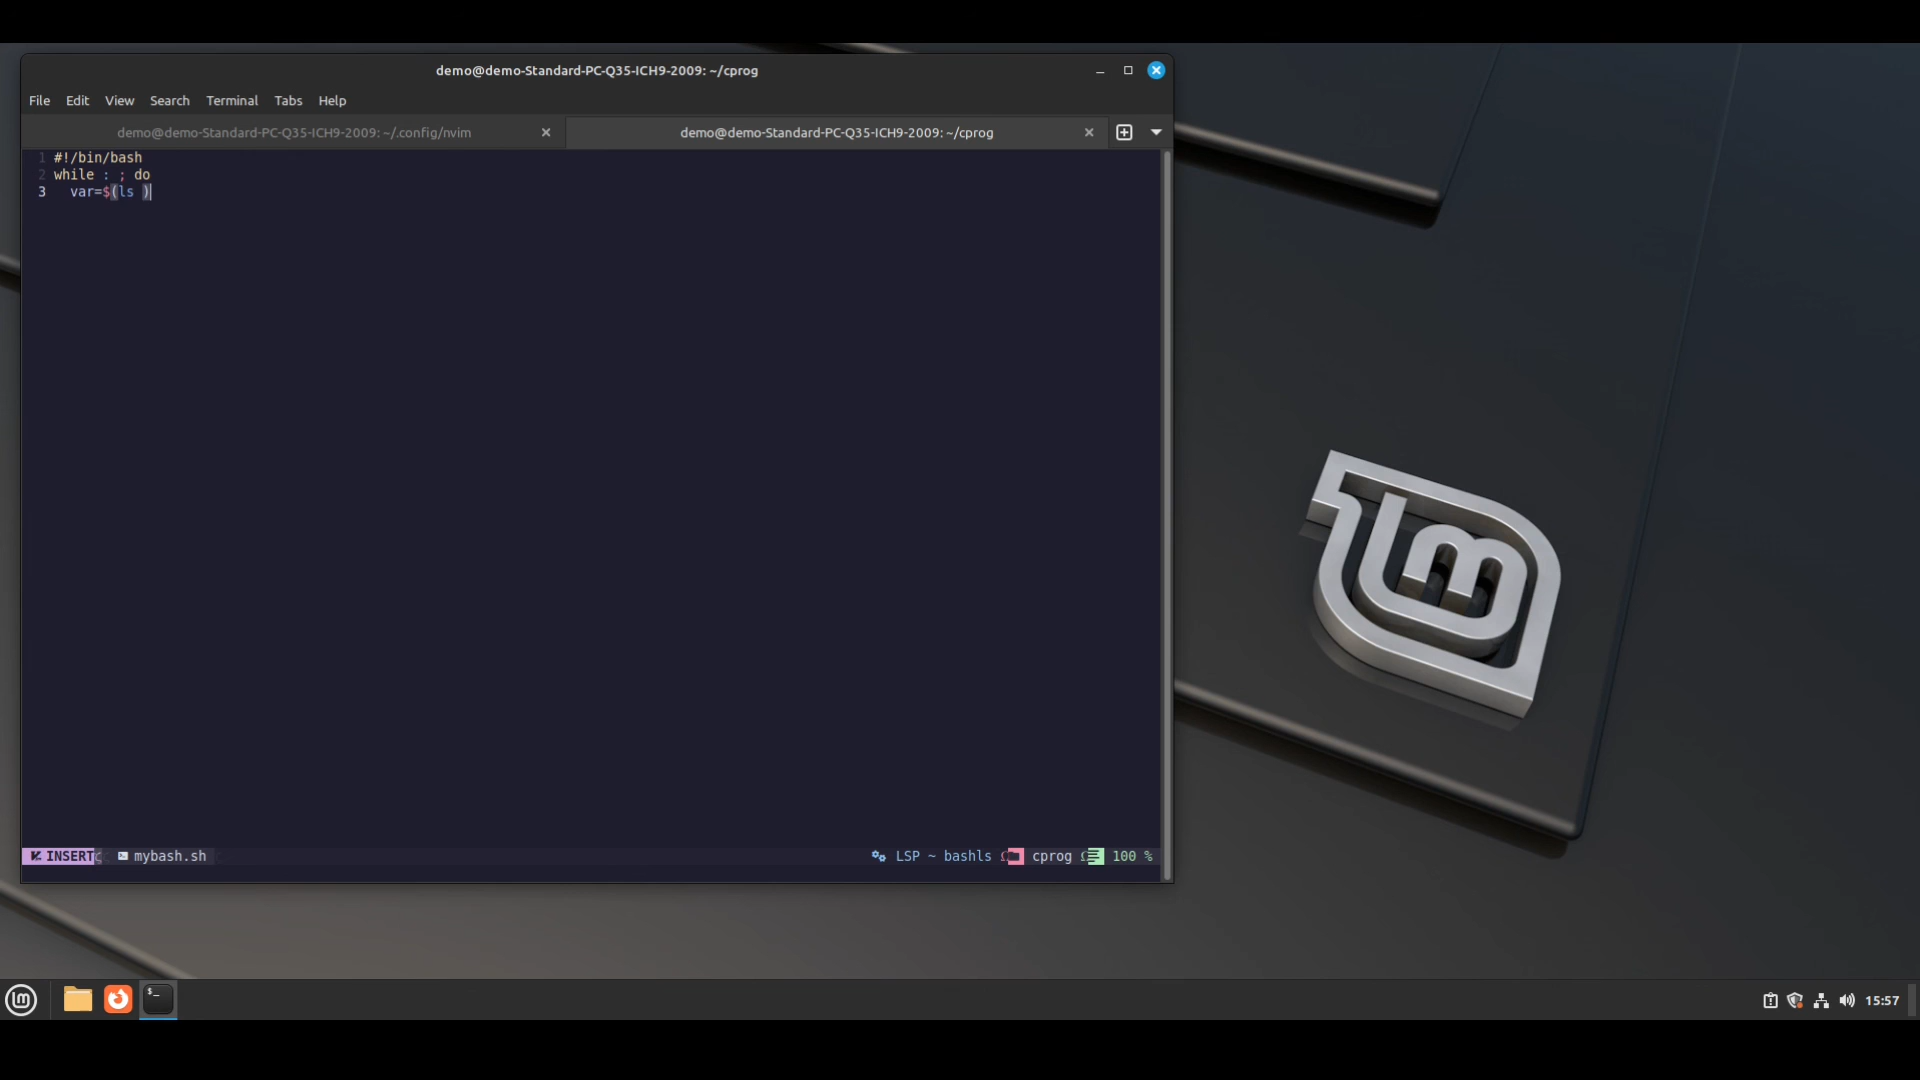 demo@demo-Standard-PC-Q35-ICH9-2009: ~/cprog
File Edit View Search Terminal Tabs Help
demo@demo-Standard-PC-Q35-ICH9-2009: ~/.config/nvim
demo@demo-Standard-PC-Q35-ICH9-2009: ~/cprog
1 #!/bin/bash
2 while : ; do
3   var=$(ls )
INSERT mybash.sh LSP ~ bashls cprog 100 %
lm
15:57